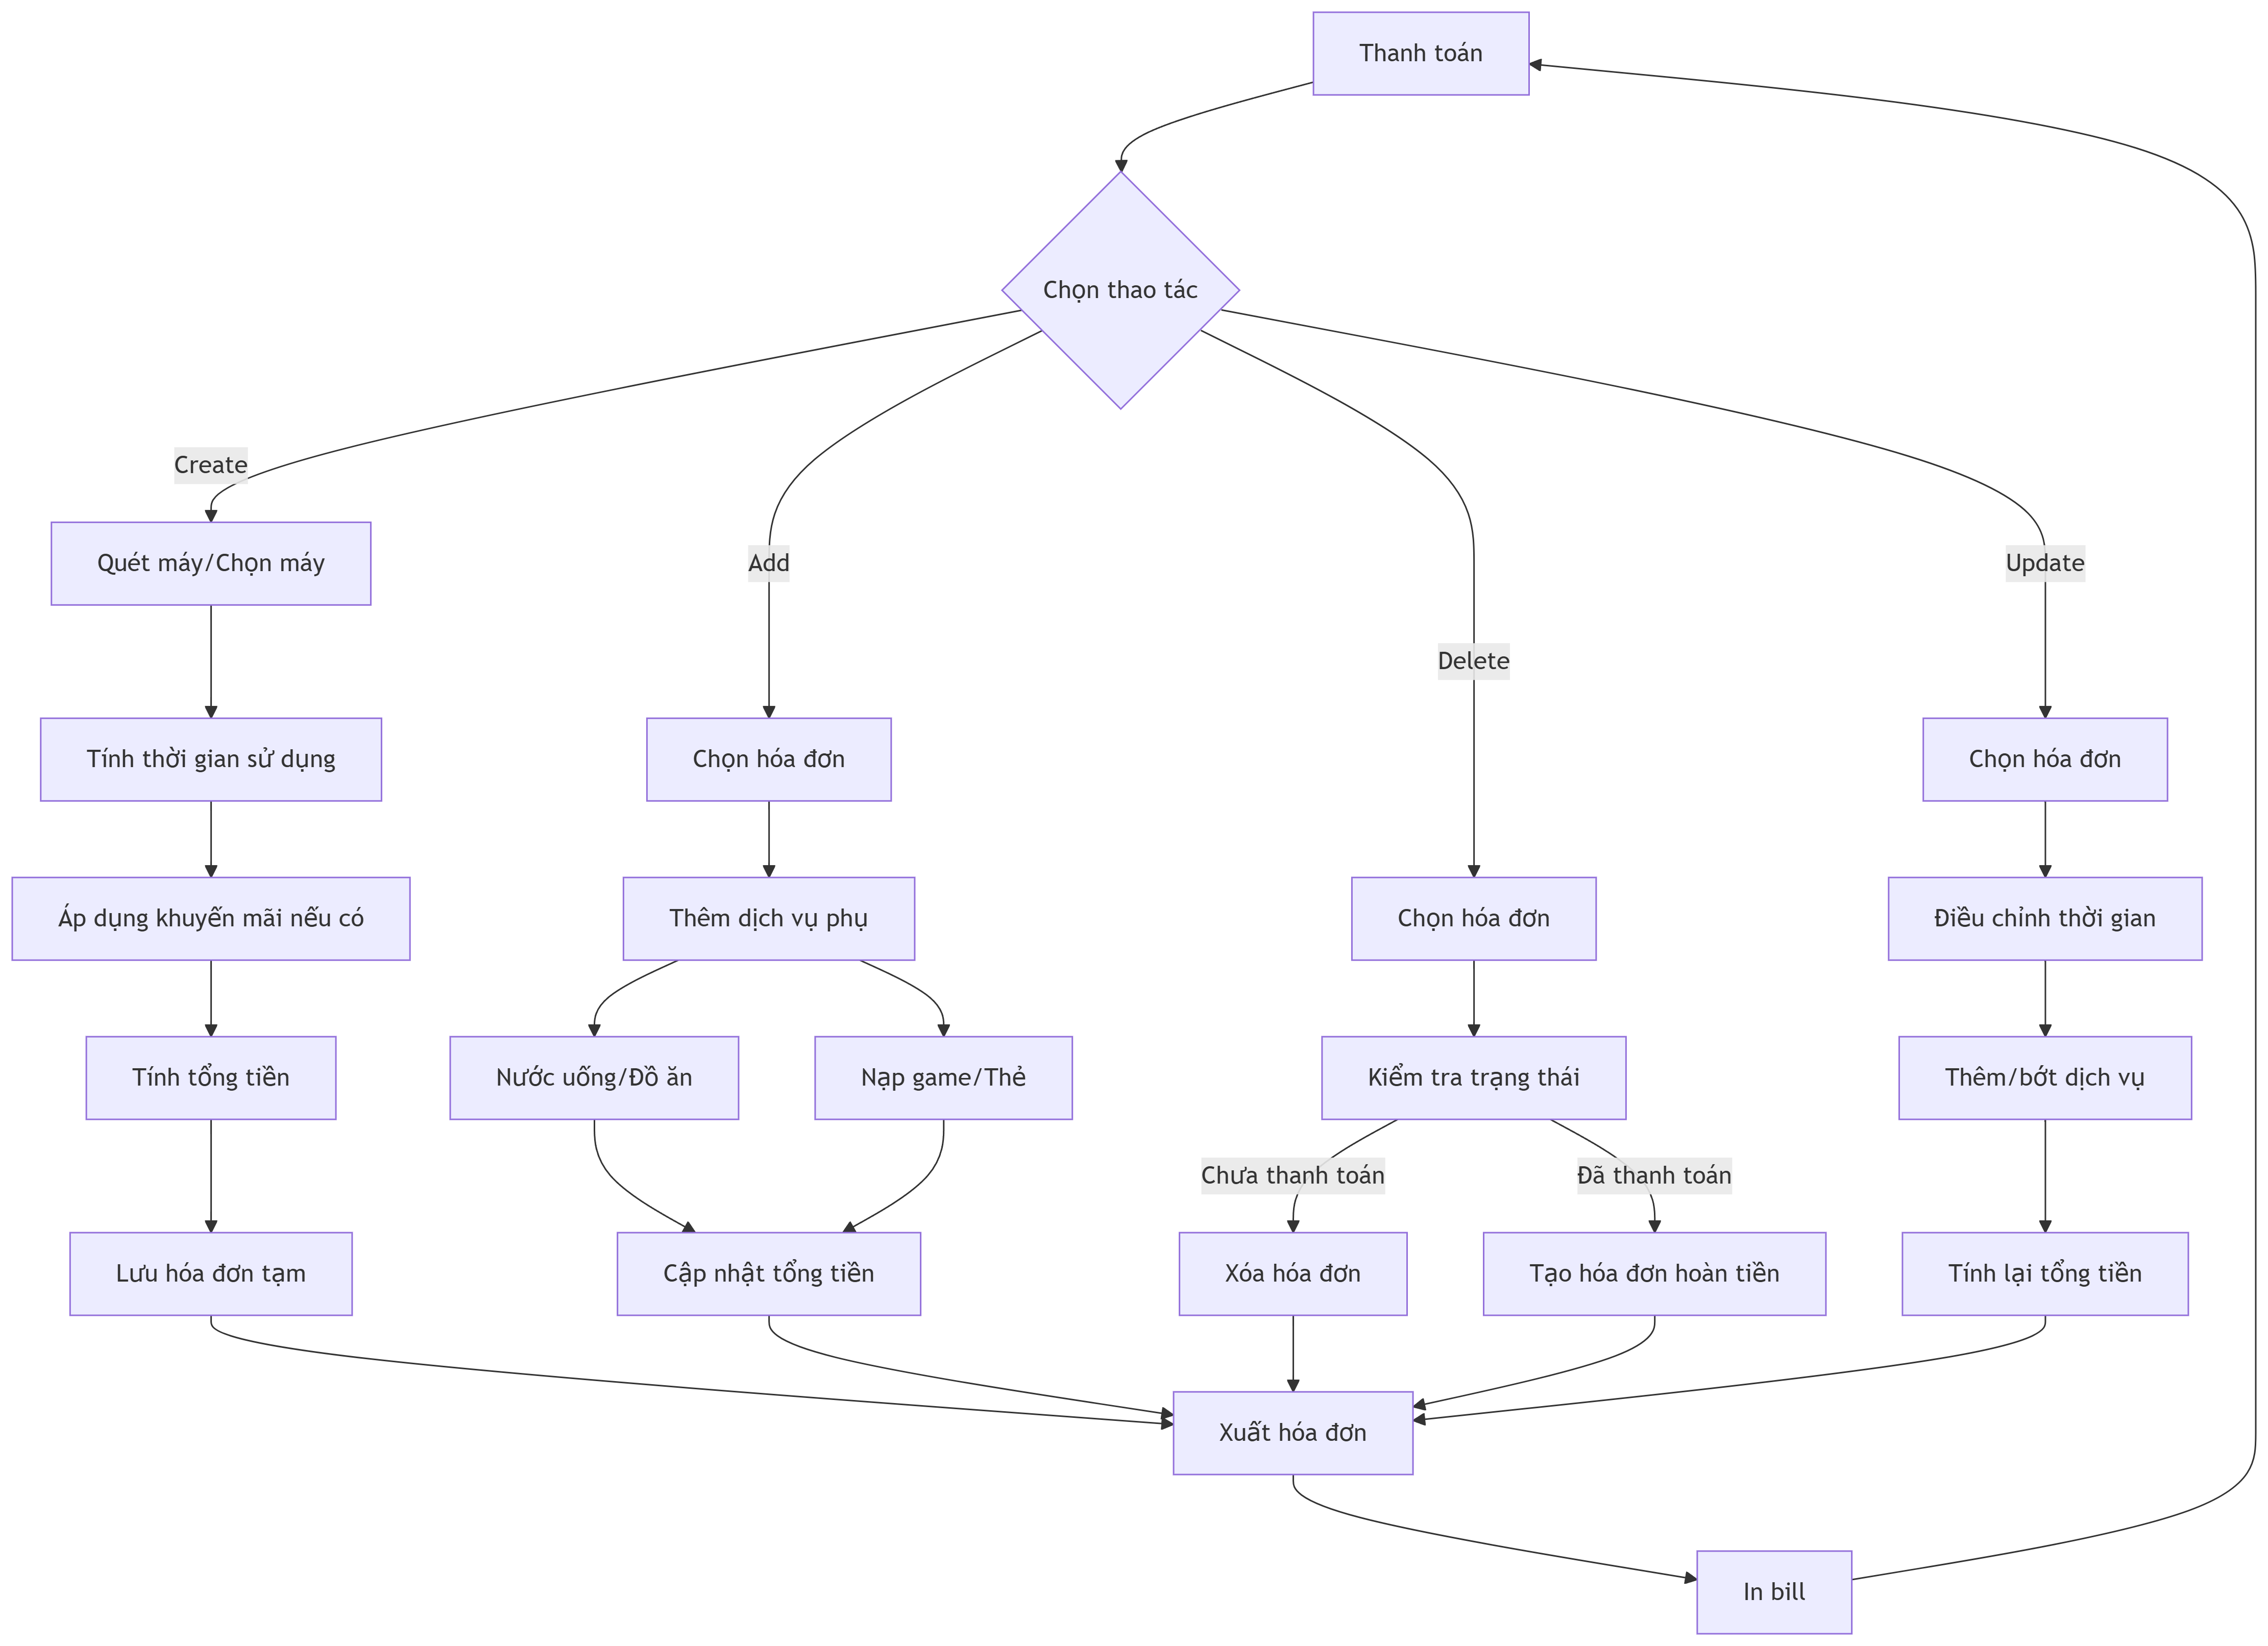 Thanh toán
Chọn thao tác
Create
Add
Delete
Update
Quét máy/Chọn máy
Tính thời gian sử dụng
Chọn hóa đơn
Chọn hóa đơn
Áp dụng khuyến mãi nếu có
Thêm dịch vụ phụ
Chọn hóa đơn
Điều chỉnh thời gian
Tính tổng tiền
Nước uống/Đồ ăn
Nạp game/Thẻ
Kiểm tra trạng thái
Thêm/bớt dịch vụ
Chưa thanh toán
Đã thanh toán
Lưu hóa đơn tạm
Cập nhật tổng tiền
Xóa hóa đơn
Tạo hóa đơn hoàn tiền
Tính lại tổng tiền
Xuất hóa đơn
In bill